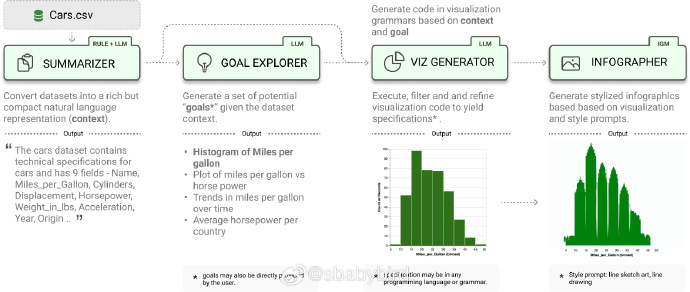 Cars.csv
RULE + LLM
SUMMARIZER
Convert datasets into a rich but
compact natural language
representation (context).
Output
“ The cars dataset contains
technical specifications for
cars and has 9 fields - Name,
Miles_per_Gallon, Cylinders,
Displacement, Horsepower,
Weight_in_lbs, Acceleration,
Year, Origin .. ”
LLM
GOAL EXPLORER
Generate a set of potential
“goals*” given the dataset
context.
Output
• Histogram of Miles per
gallon
• Plot of miles per gallon vs
horse power
• Trends in miles per gallon
over time
• Average horsepower per
country
* goals may also be directly
by the user.
Generate code in visualization
grammars based on context
and goal
LLM
VIZ GENERATOR
Execute, filter and and refine
visualization code to yield
specifications* .
Output
Count of Records
Miles_per_Gallon (binned)
* may be in any
programming language or grammar.
IGM
INFOGRAPHER
Generate stylized infographics
based based on visualization
and style prompts.
Output
Miles_per_Gallon (binned)
* Style prompt: line sketch art, line
drawing
@sbabybird